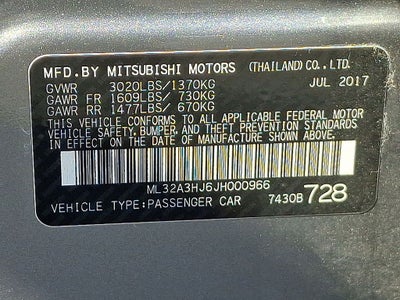 MFD.BY MITSUBISHI MOTORS (THAILAND) CO.,LTD.
GVWR 3020LBS/1370KG JUL 2017
GAWR FR 1609LBS/ 730KG
GAWR RR 1477LBS/ 670KG
THIS VEHICLE CONFORMS TO ALL APPLICABLE FEDERAL MOTOR
VEHICLE SAFETY, BUMPER, AND THEFT PREVENTION STANDARDS
IN EFFECT ON THE DATE OF MANUFACTURE SHOWN ABOVE.
ML32A3HJ6JH000966
VEHICLE TYPE:PASSENGER CAR 7430B 728